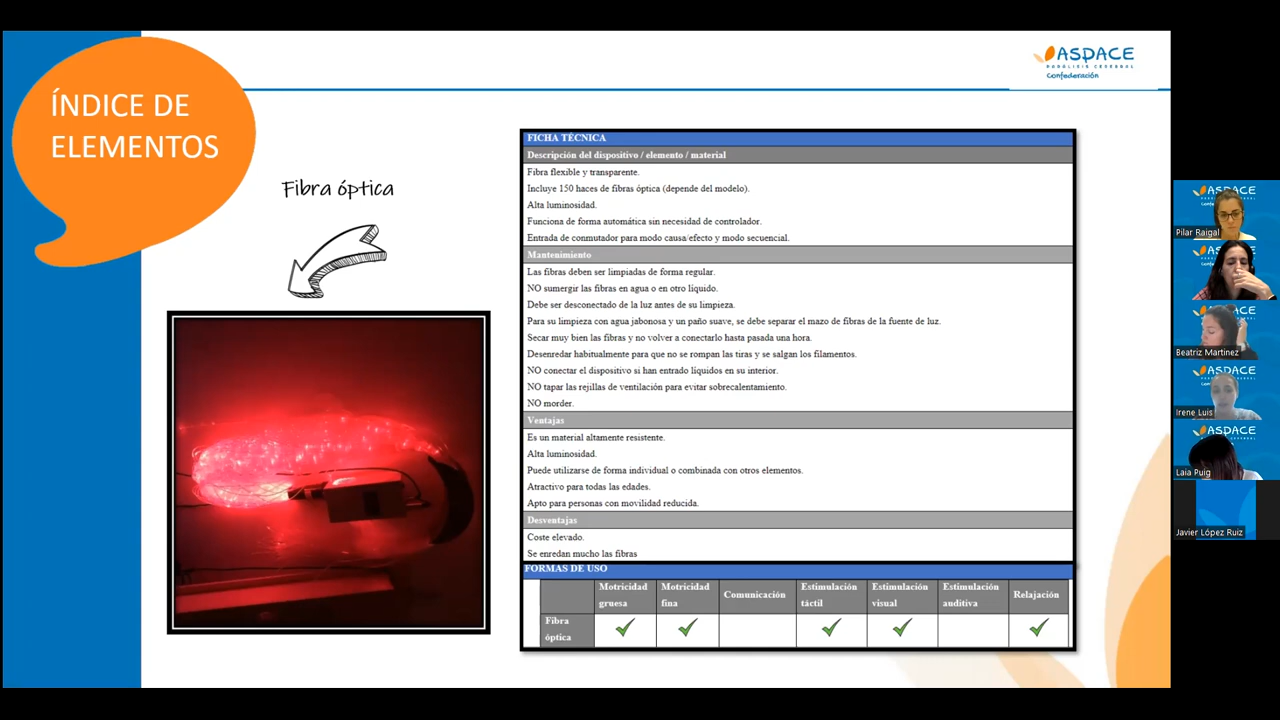 ÍNDICE DE
ELEMENTOS
ASPACE
PARÁLISIS CEREBRAL
Confederación
Fibra óptica
FICHA TÉCNICA
Descripción del dispositivo / elemento / material
Fibra flexible y transparente.
Incluye 150 haces de fibras óptica (depende del modelo).
Alta luminosidad.
Funciona de forma automática sin necesidad de controlador.
Entrada de conmutador para modo causa/efecto y modo secuencial.
Mantenimiento
Las fibras deben ser limpiadas de forma regular.
NO sumergir las fibras en agua o en otro líquido.
Debe ser desconectado de la luz antes de su limpieza.
Para su limpieza con agua jabonosa y un paño suave, se debe separar el mazo de fibras de la fuente de luz.
Secar muy bien las fibras y no volver a conectarlo hasta pasada una hora.
Desenredar habitualmente para que no se rompan las tiras y se salgan los filamentos.
NO conectar el dispositivo si han entrado líquidos en su interior.
NO tapar las rejillas de ventilación para evitar sobrecalentamiento.
NO morder.
Ventajas
Es un material altamente resistente.
Alta luminosidad.
Puede utilizarse de forma individual o combinada con otros elementos.
Atractivo para todas las edades.
Apto para personas con movilidad reducida.
Desventajas
Coste elevado.
Se enredan mucho las fibras
FORMAS DE USO
Motricidad gruesa
Motricidad fina
Comunicación
Estimulación táctil
Estimulación visual
Estimulación auditiva
Relajación
Fibra óptica
ASPACE
Pilar Raigal
ASPACE
Beatriz Martinez
ASPACE
Irene Luis
ASPACE
Laia Puig
Javier López Ruiz